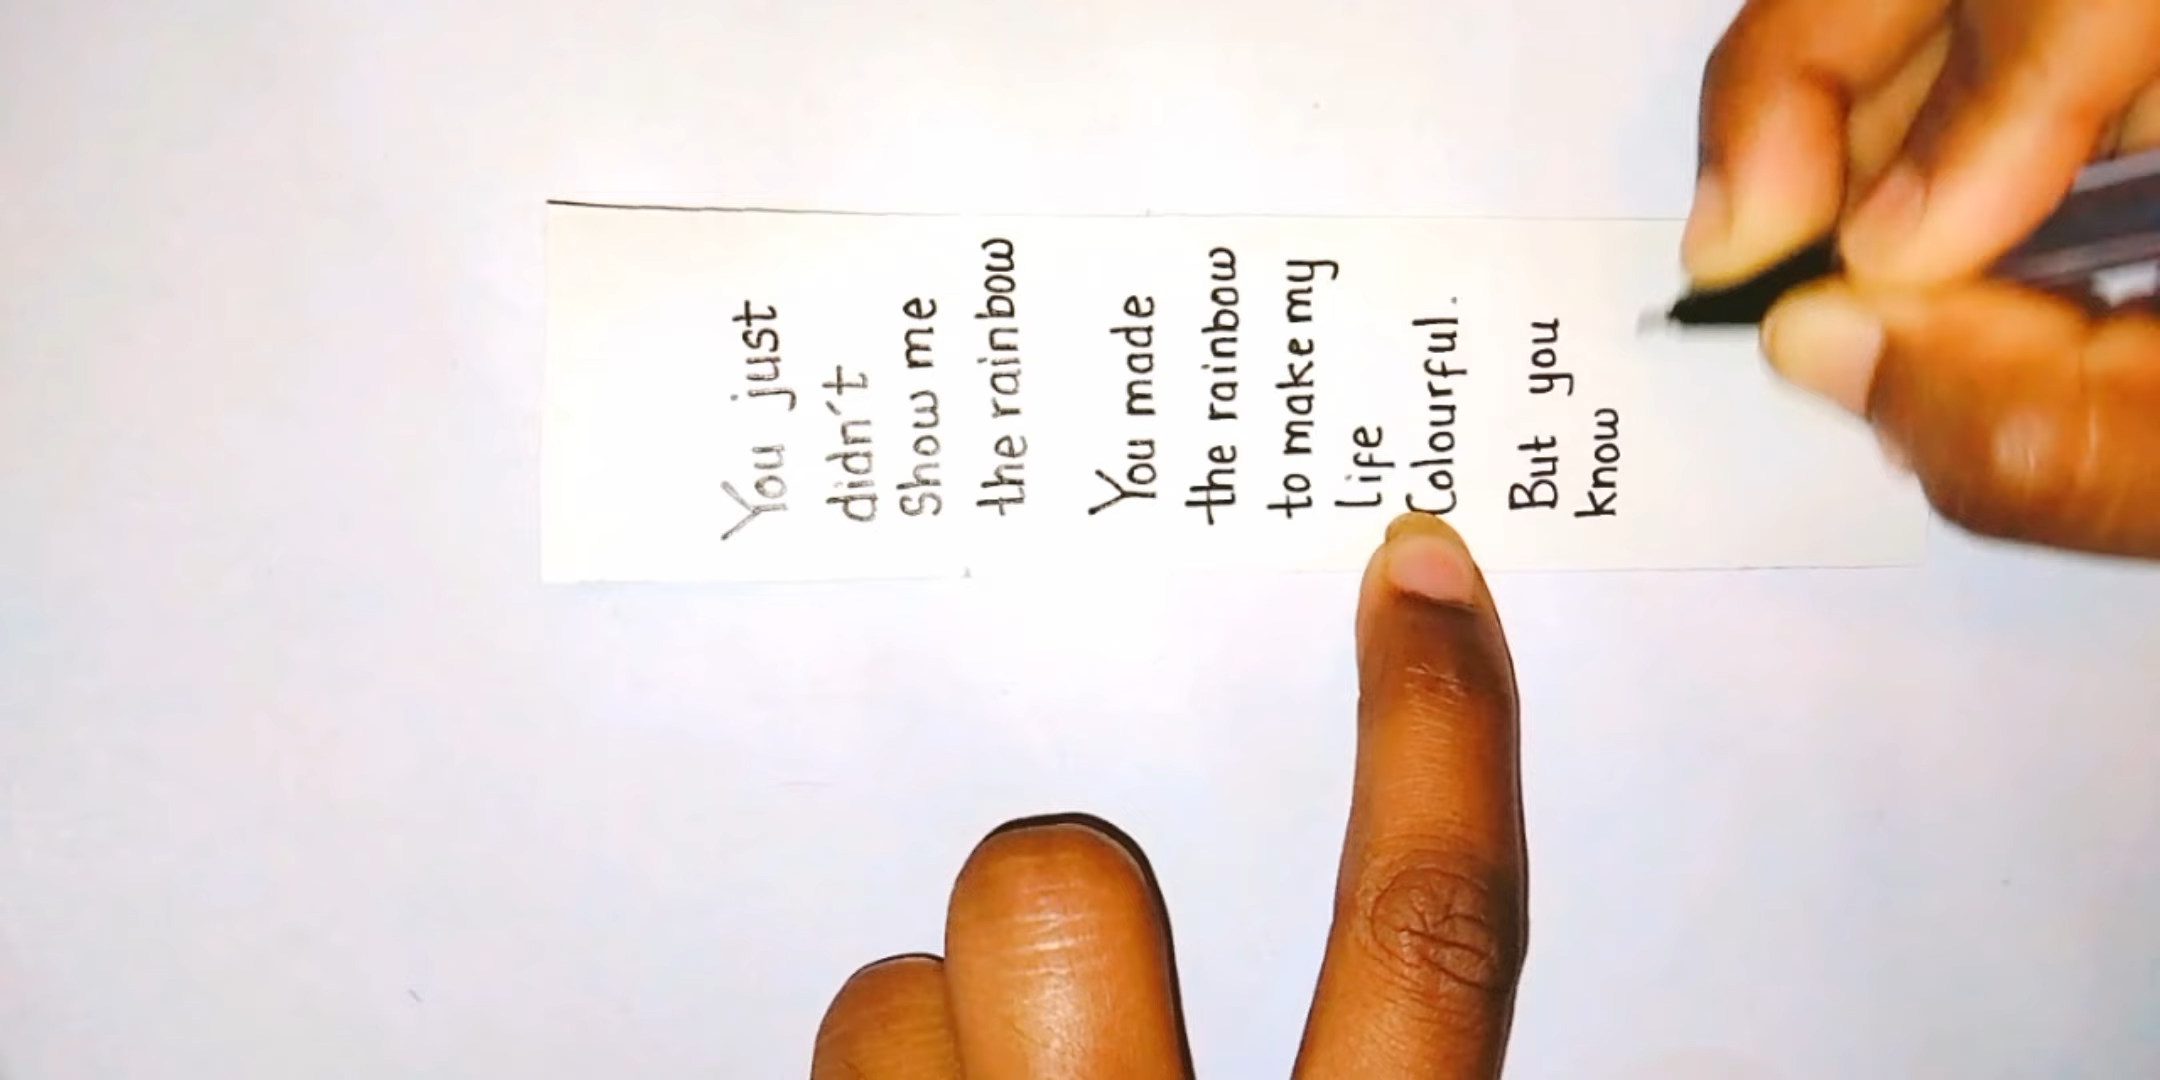 You just
didn't
Show me
the rainbow
You made
the rainbow
to make my
life
Colourful.
But you
know